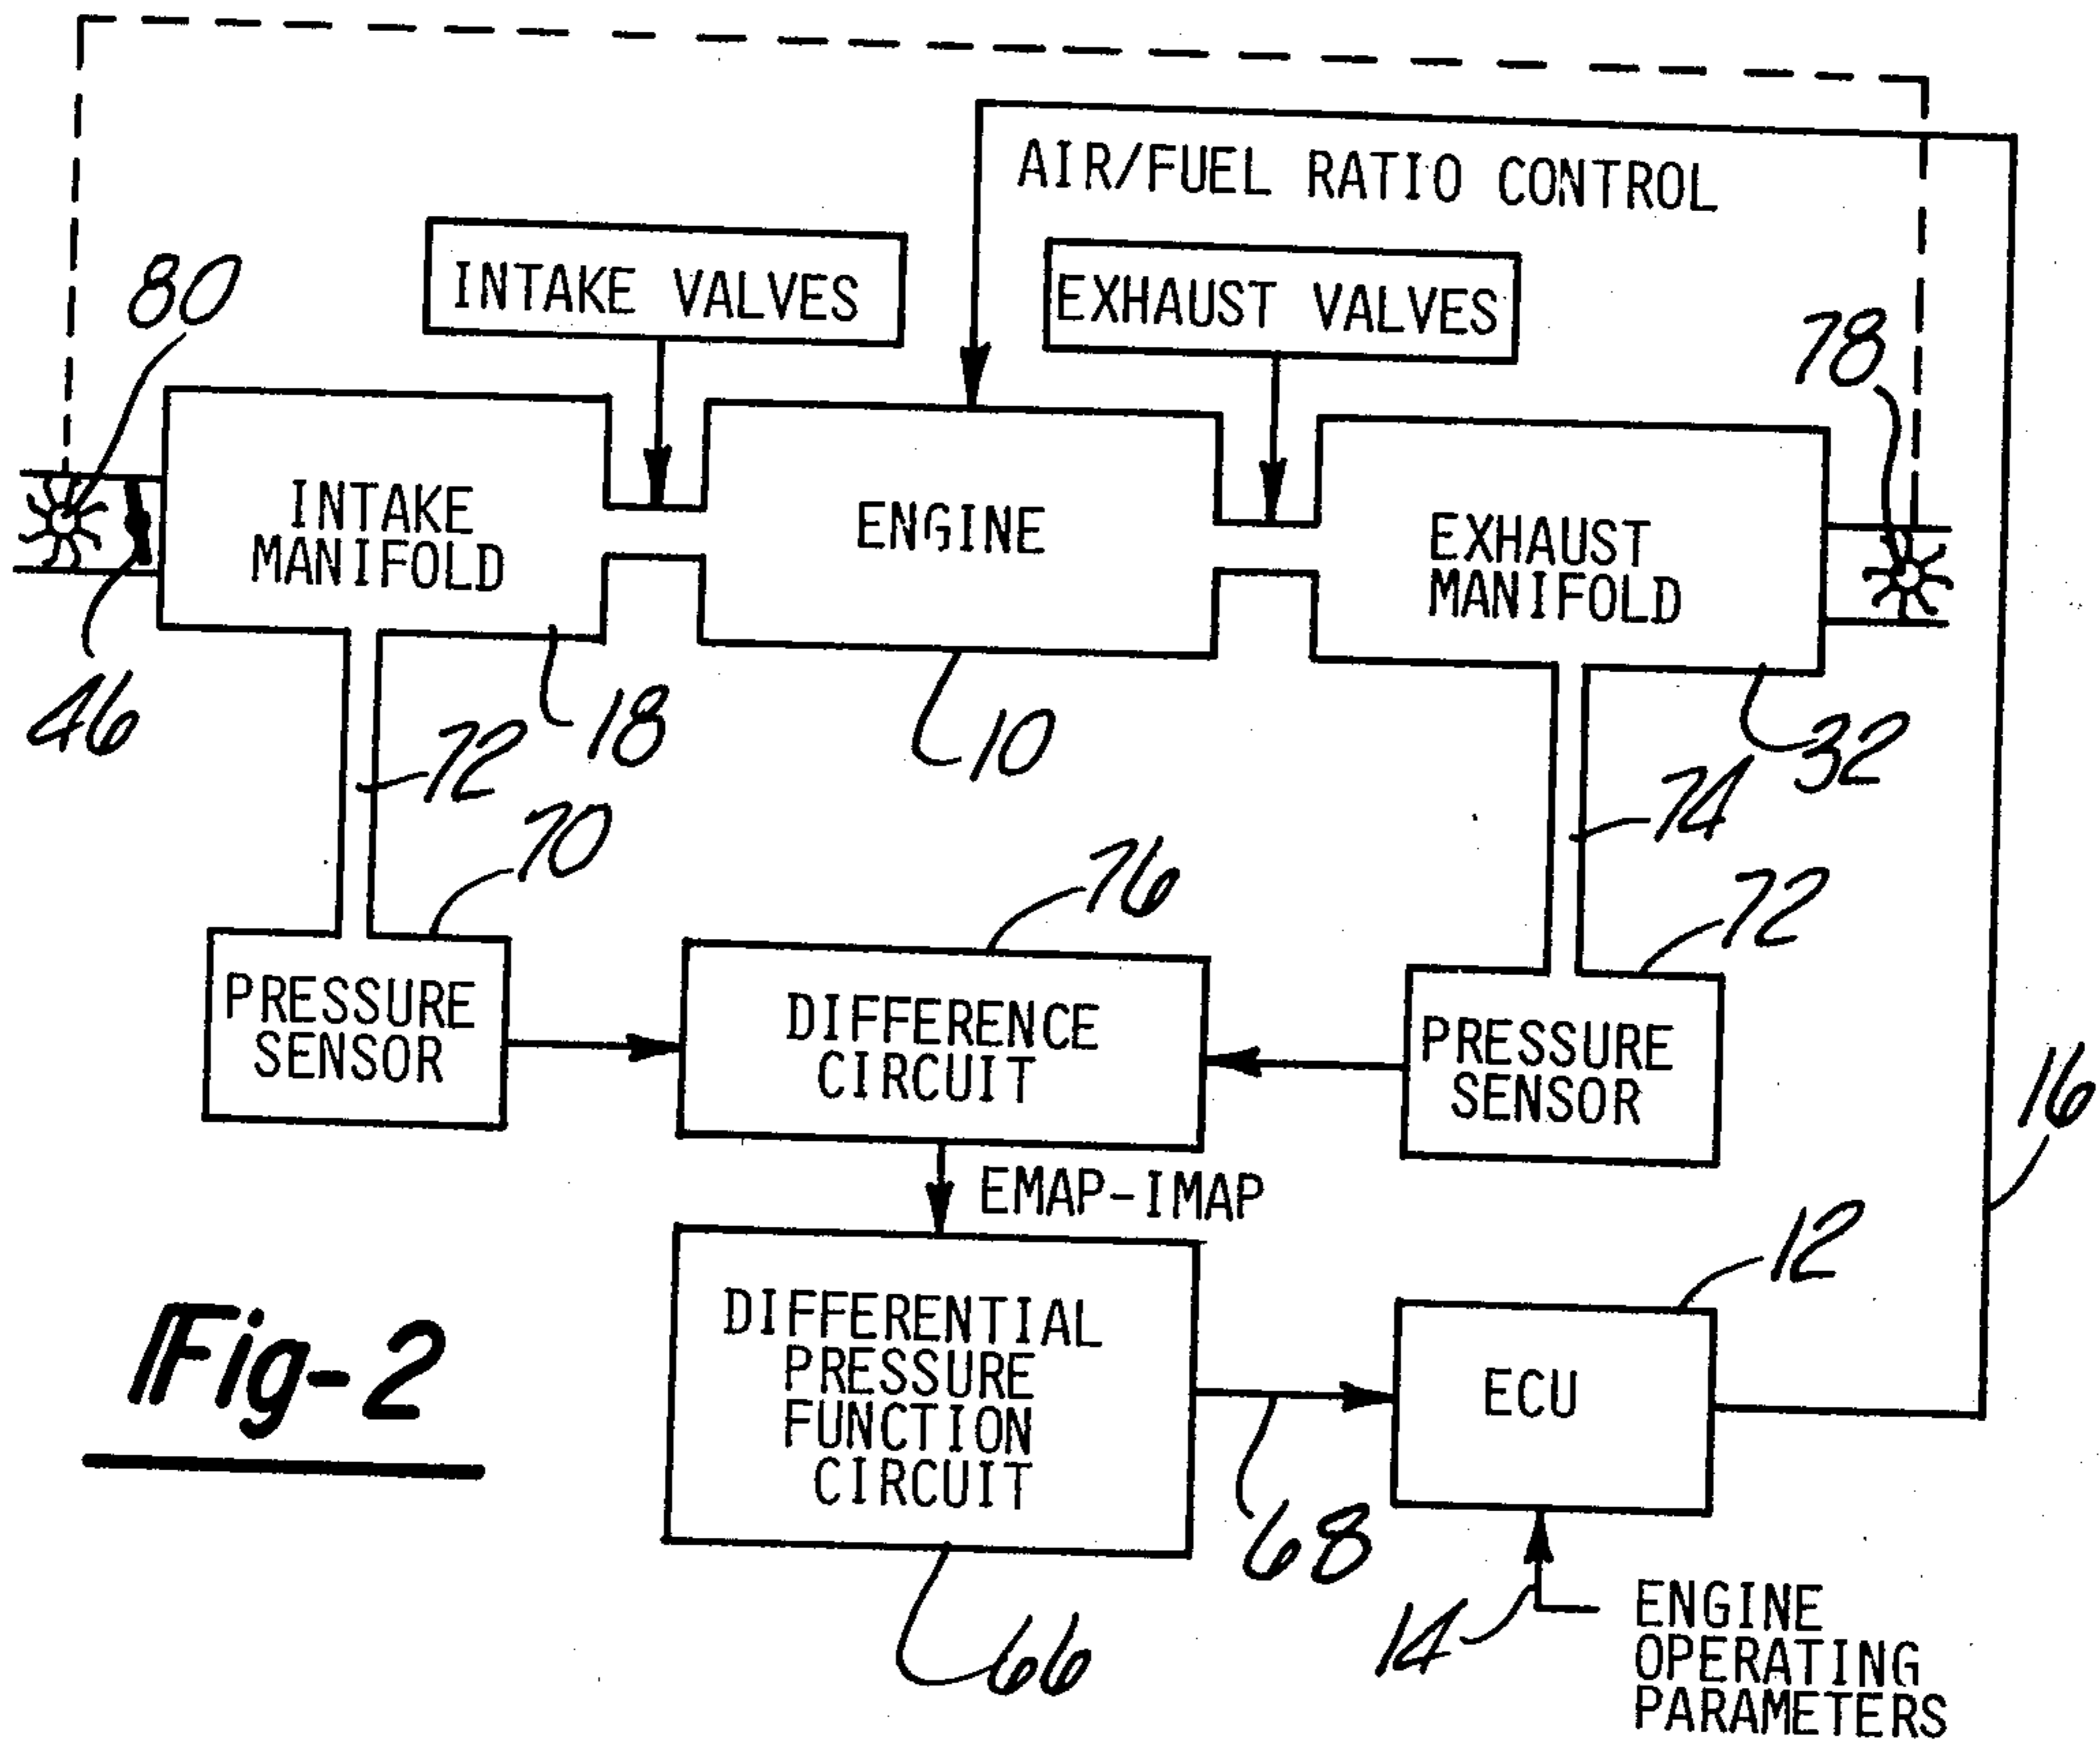 AIR/FUEL RATIO CONTROL
INTAKE VALVES
EXHAUST VALVES
80
78
INTAKE
MANIFOLD
ENGINE
EXHAUST
MANIFOLD
46
18
10
32
72
74
70
76
72
PRESSURE
SENSOR
DIFFERENCE
CIRCUIT
PRESSURE
SENSOR
16
EMAP-IMAP
12
DIFFERENTIAL
PRESSURE
FUNCTION
CIRCUIT
ECU
Fig-2
68
14
66
ENGINE
OPERATING
PARAMETERS